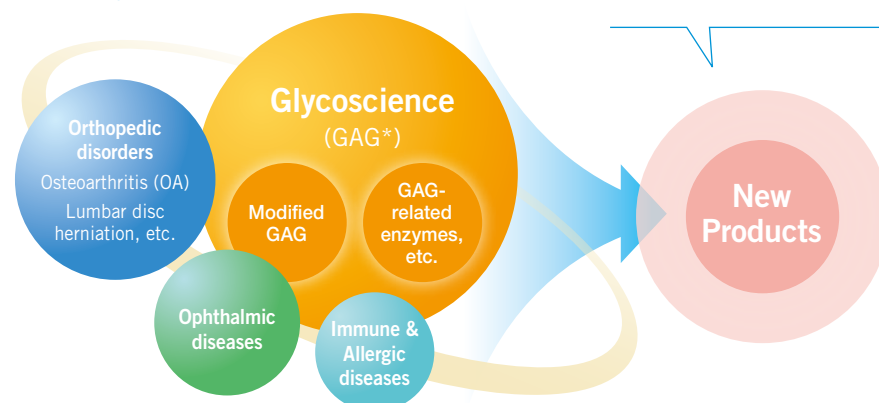 Glycoscience
(GAG*)
Orthopedic
disorders
Osteoarthritis (OA)
Lumbar disc
herniation, etc.
Modified
GAG
GAG-
related
enzymes,
etc.
New
Products
Ophthalmic
diseases
Immune &
Allergic
diseases